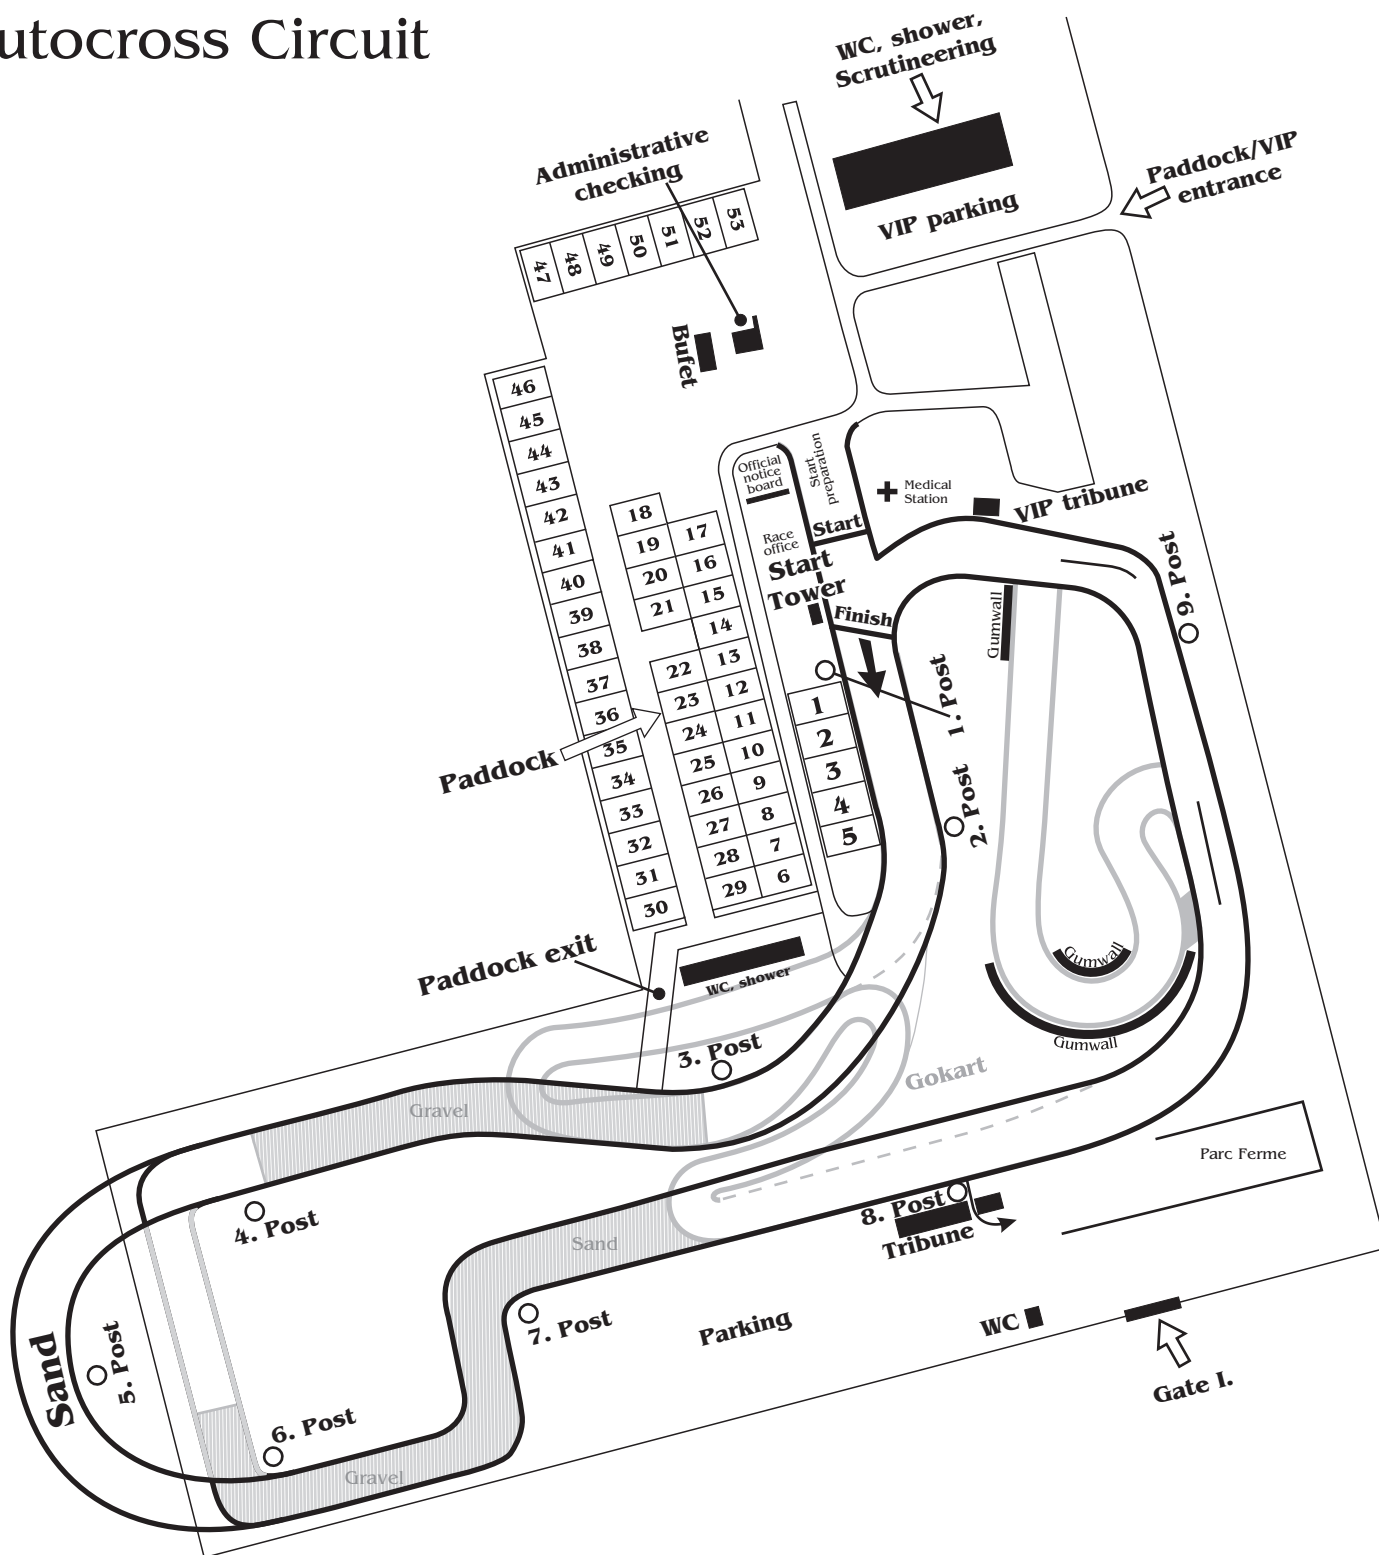 utocross Circuit
WC, shower,
Scrutineering
Administrative
checking
Paddock/VIP
entrance
VIP parking
47
48
49
50
51
52
53
Bufet
46
45
44
43
42
41
40
39
38
37
36
35
34
33
32
31
30
18
19
20
21
22
23
24
25
26
27
28
29
17
16
15
14
13
12
11
10
9
8
7
6
Official
notice
board
Start
preparation
Medical
Station
VIP tribune
Race
office
Start
Start
Tower
Finish
Gumwall
9. Post
1. Post
2. Post
1
2
3
4
5
Paddock
Paddock exit
WC, shower
3. Post
Gumwall
Gumwall
Gokart
Gravel
Parc Ferme
4. Post
8. Post
Tribune
Sand
7. Post
Parking
WC
Gate I.
5. Post
Sand
6. Post
Gravel